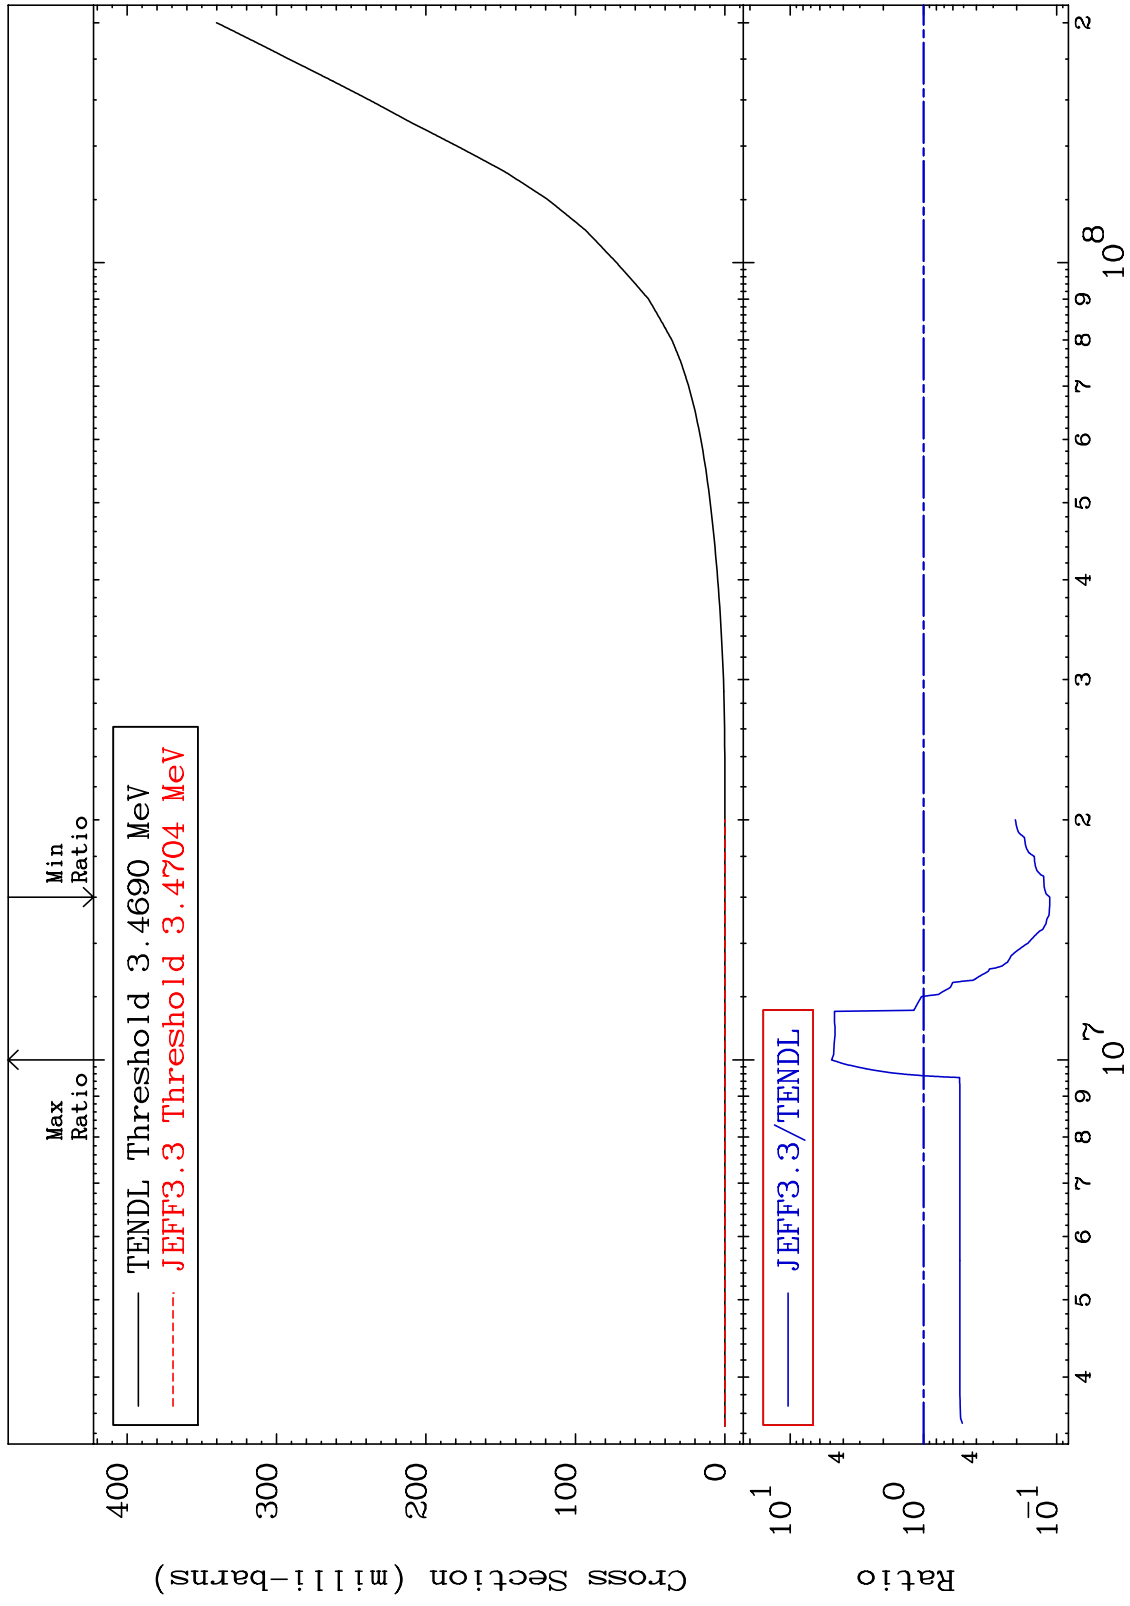 Max
Ratio
Min
Ratio
TENDL Threshold 3.4690 MeV
JEFF3.3 Threshold 3.4704 MeV
Cross Section (milli-barns)
400
300
200
100
0
JEFF3.3/TENDL
Ratio
10 1
4
10 0
4
10 -1
4 5 6 7 8 9 10 7 2 3 4 5 6 7 8 9 10 8 2